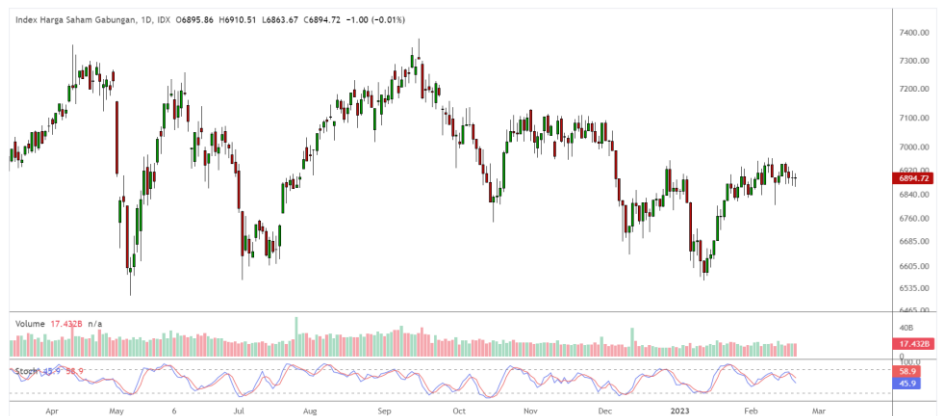 Index Harga Saham Gabungan, 1D, IDX O6895.86 H6910.51 L6863.67 C6894.72 −1.00 (−0.01%)
7400.00
7300.00
7200.00
7100.00
7000.00
6920.00
6894.72
6840.00
6760.00
6685.00
6605.00
6535.00
6465.00
Volume 17.432B n/a
40B
17.432B
0
Stoch 45.9 58.9
100.0
58.9
45.9
Apr May 6 Jul Aug Sep Oct Nov Dec 2023 Feb Mar